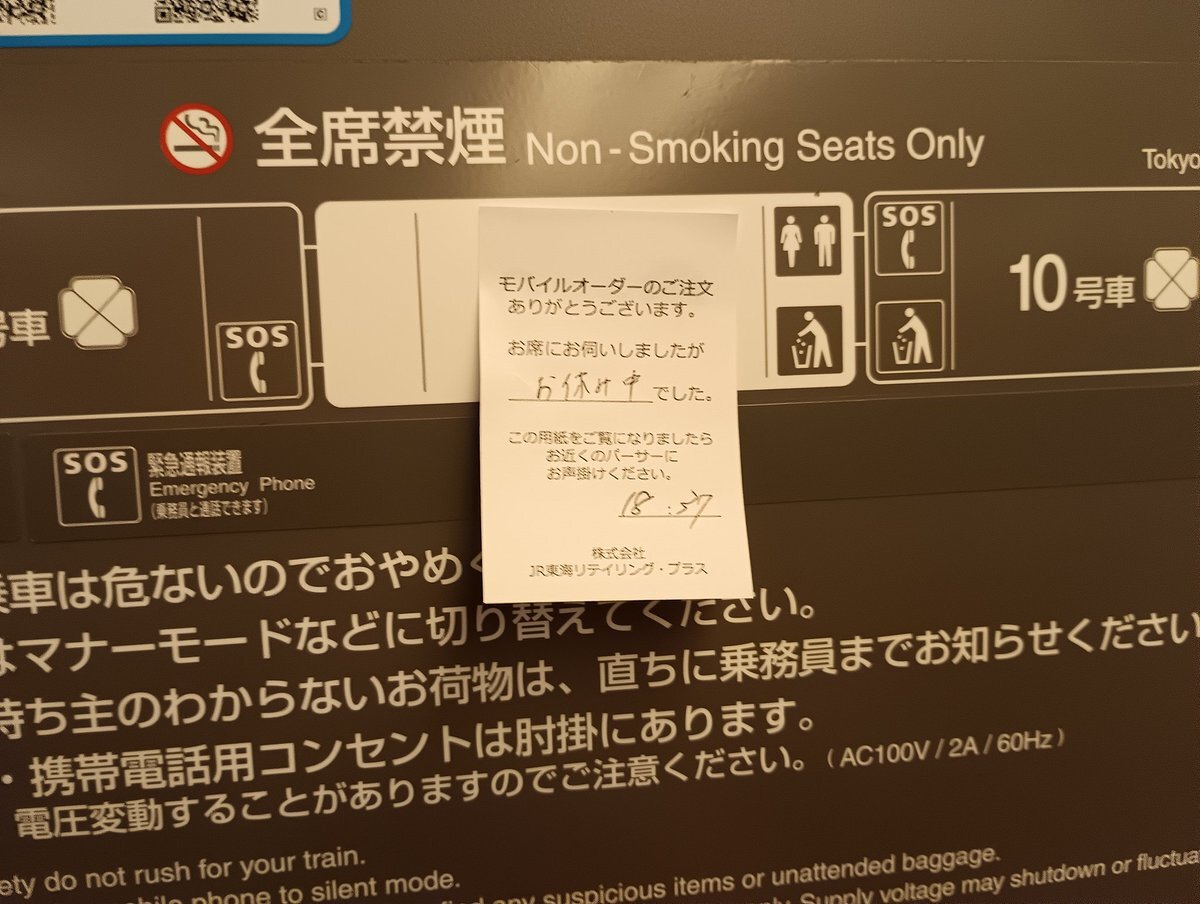 全席禁煙 Non-Smoking Seats Only
Tokyo
号車
SOS
SOS
10号車
モバイルオーダーのご注文
ありがとうございます。
お席にお伺いしましたが
お休み中でした。
この用紙をご覧になりましたら
お近くのパーサーに
お声掛けください。
18:37
株式会社
JR東海リテイリング・プラス
SOS
緊急通報装置
Emergency Phone
(乗務員と通話できます)
乗車は危ないのでおやめく
はマナーモードなどに切り替えてください。
持ち主のわからないお荷物は、直ちに乗務員までお知らせください
・携帯電話用コンセントは肘掛にあります。
電圧変動することがありますのでご注意ください。(AC100V / 2A / 60Hz)
ety do not rush for your train.
bile phone to silent mode.
find any suspicious items or unattended baggage.
Supply voltage may shutdown or fluctua